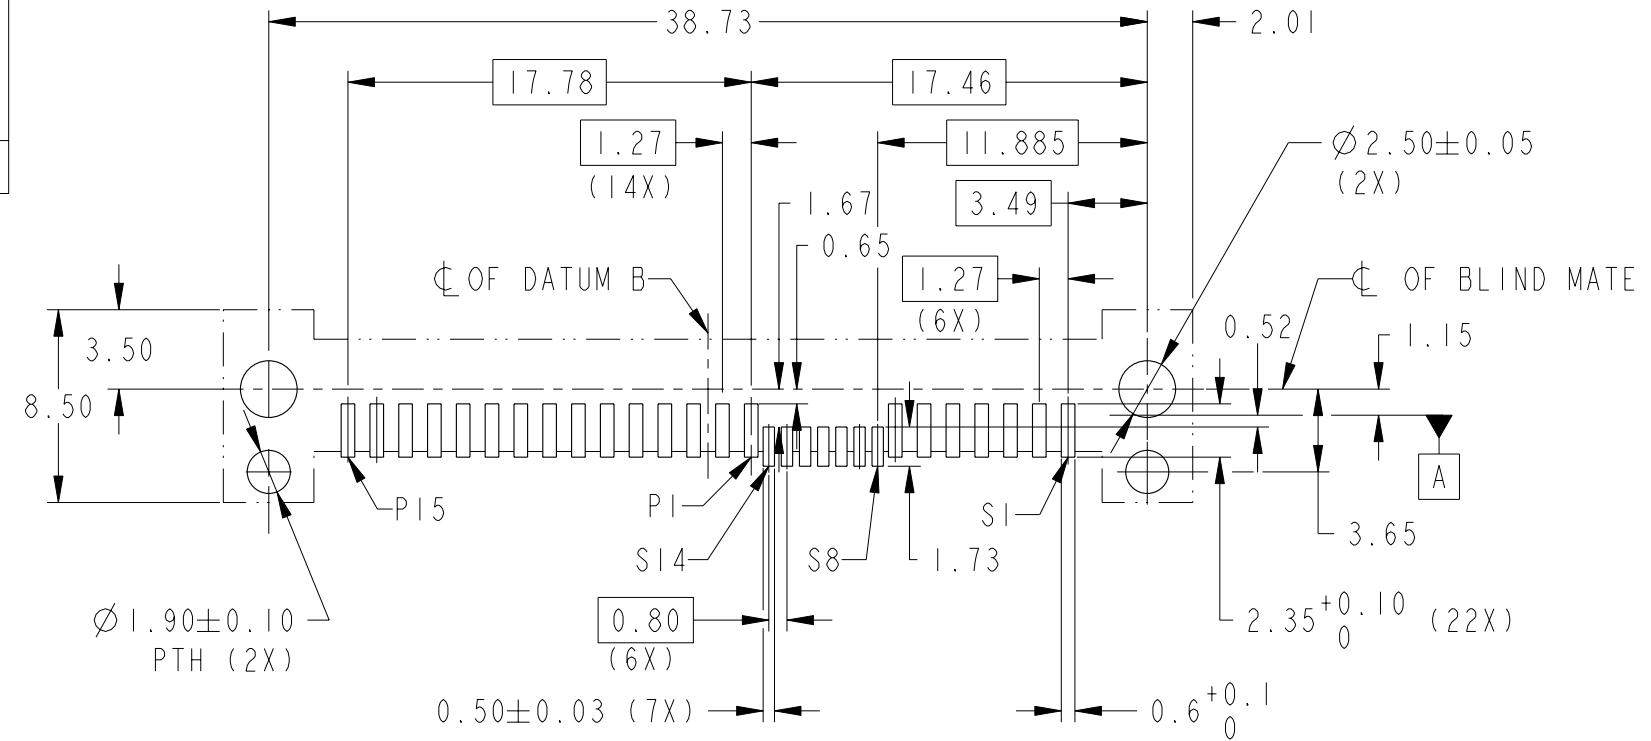 38.73
2.01
17.78
17.46
1.27
(14X)
11.885
Ø2.50±0.05
(2X)
3.49
1.67
0.65
℄ OF DATUM B
1.27
(6X)
℄ OF BLIND MATE
0.52
1.15
3.50
8.50
A
P15
P1
S1
S14
S8
1.73
3.65
Ø1.90±0.10
PTH (2X)
0.80
(6X)
2.35 +0.10 (22X)
0
0.50±0.03 (7X)
0.6 +0.1
0